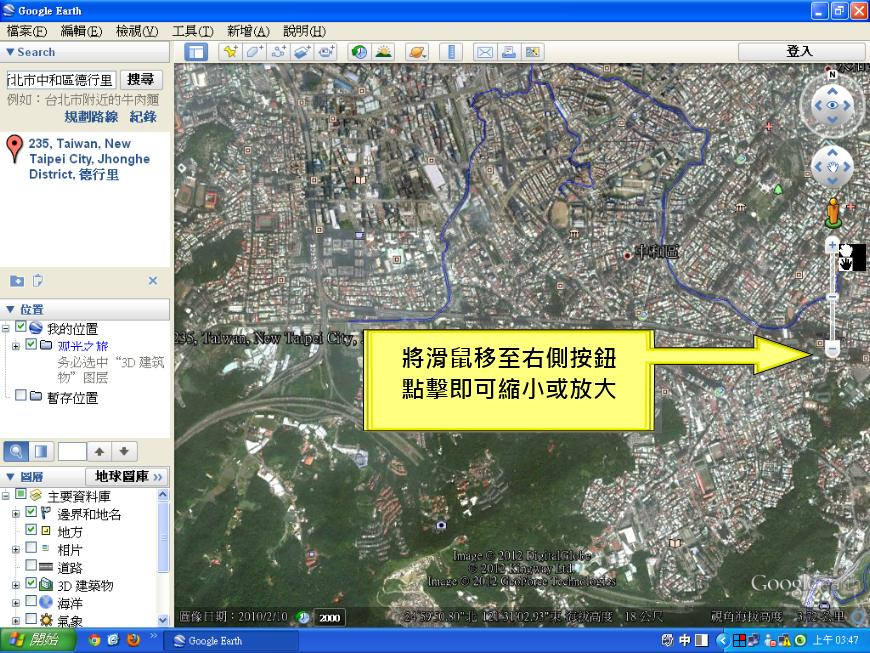 Google Earth
檔案(F) 編輯(E) 檢視(V) 工具(T) 新增(A) 說明(H)
Search
登入
北市中和區德行里 搜尋
例如：台北市附近的牛肉麵
規劃路線 紀錄
235, Taiwan, New
Taipei City, Jhonghe
District, 德行里
N
中和區
位置
我的位置
观光之旅
务必选中“3D 建筑
物”图层
暫存位置
235, Taiwan, New Taipei City,
將滑鼠移至右側按鈕
點擊即可縮小或放大
圖層
地球圖庫 »
主要資料庫
邊界和地名
地方
相片
道路
3D 建築物
海洋
氣象
Image © 2012 DigitalGlobe
© 2012 Kingway Ltd.
Image © 2012 GeoForce Technologies
Google
圖像日期：2010/2/10 2000 24°59'50.80"北 121°31'02.93"東 海拔高度 18 公尺 視角海拔高度 3.72 公里
開始 Google Earth 中 上午 03:47